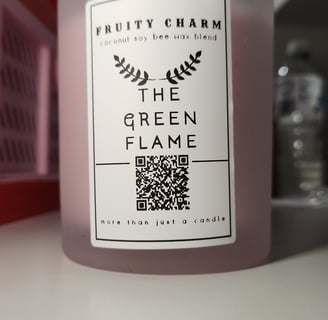 FRUITY CHARM
coconut soy bee wax blend
THE
GREEN
FLAME
more than just a candle